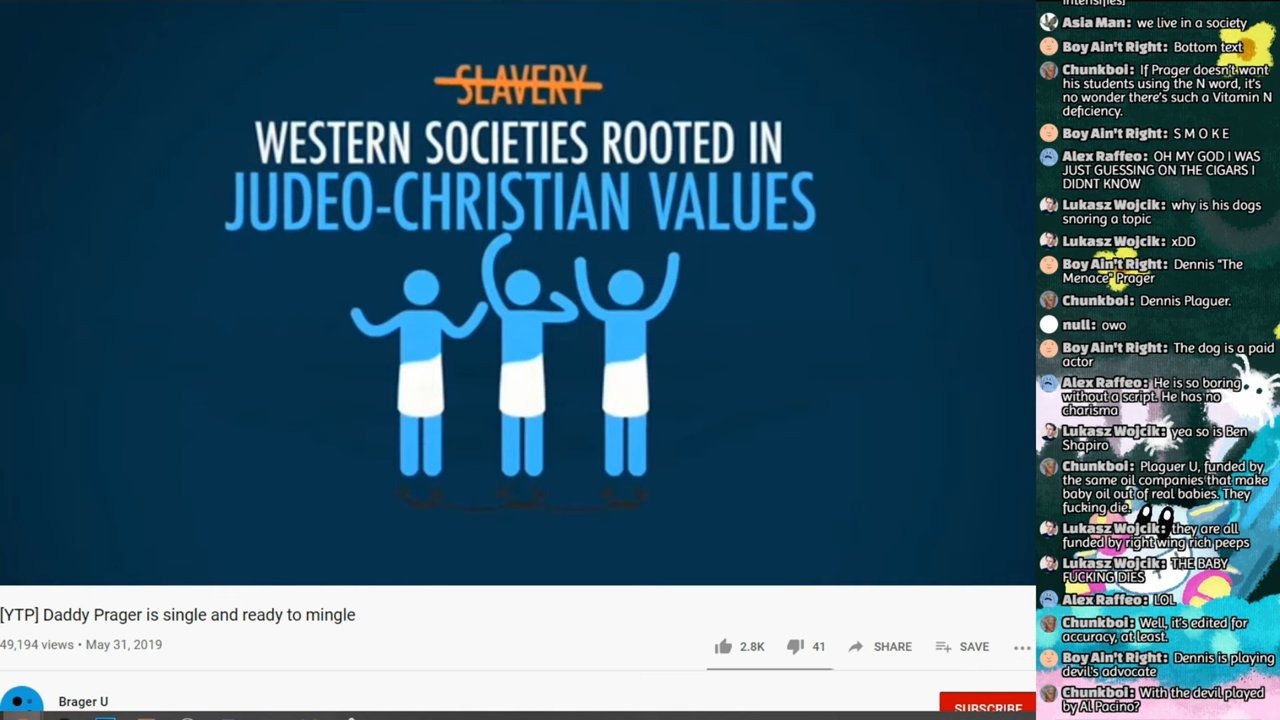 SLAVERY
WESTERN SOCIETIES ROOTED IN
JUDEO-CHRISTIAN VALUES
[YTP] Daddy Prager is single and ready to mingle
49,194 views • May 31, 2019
2.8K
41
SHARE
SAVE
Brager U
SUBSCRIBE
intensifies]
Asia Man: we live in a society
Boy Ain't Right: Bottom text
Chunkboi: If Prager doesn't want
his students using the N word, it's
no wonder there's such a Vitamin N
deficiency.
Boy Ain't Right: S M O K E
Alex Raffeo: OH MY GOD I WAS
JUST GUESSING ON THE CIGARS I
DIDNT KNOW
Lukasz Wojcik: why is his dogs
snoring a topic
Lukasz Wojcik: xDD
Boy Ain't Right: Dennis "The
Menace" Prager
Chunkboi: Dennis Plaguer.
null: owo
Boy Ain't Right: The dog is a paid
actor
Alex Raffeo: He is so boring
without a script. He has no
charisma
Lukasz Wojcik: yea so is Ben
Shapiro
Chunkboi: Plaguer U, funded by
the same oil companies that make
baby oil out of real babies. They
fucking die.
Lukasz Wojcik: they are all
funded by right wing rich peeps
Lukasz Wojcik: THE BABY
FUCKING DIES
Alex Raffeo: LOL
Chunkboi: Well, it's edited for
accuracy, at least.
Boy Ain't Right: Dennis is playing
devil's advocate
Chunkboi: With the devil played
by Al Pacino?